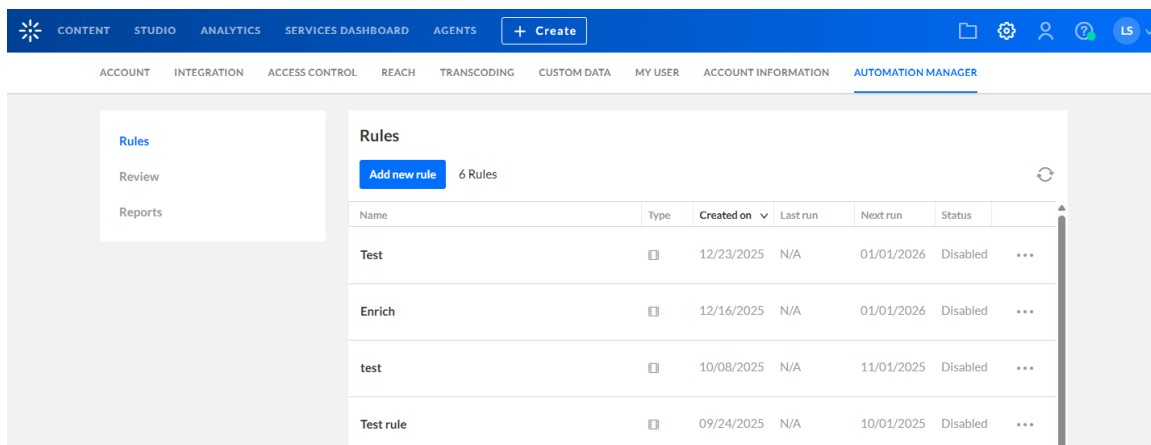 CONTENT STUDIO ANALYTICS SERVICES DASHBOARD AGENTS + Create LS
ACCOUNT INTEGRATION ACCESS CONTROL REACH TRANSCODING CUSTOM DATA MY USER ACCOUNT INFORMATION AUTOMATION MANAGER
Rules
Review
Reports
Rules
Add new rule 6 Rules
Name Type Created on Last run Next run Status
Test 12/23/2025 N/A 01/01/2026 Disabled
Enrich 12/16/2025 N/A 01/01/2026 Disabled
test 10/08/2025 N/A 11/01/2025 Disabled
Test rule 09/24/2025 N/A 10/01/2025 Disabled